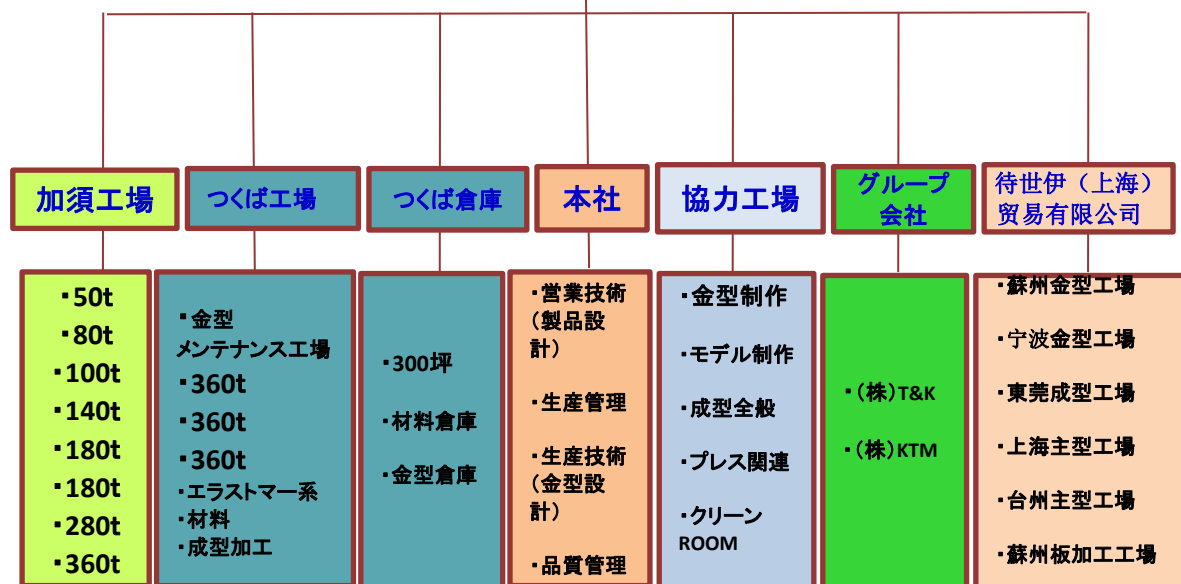 加須工場
つくば工場
つくば倉庫
本社
協力工場
グループ
会社
待世伊（上海）
贸易有限公司
・50t
・80t
・100t
・140t
・180t
・180t
・280t
・360t
・金型
メンテナンス工場
・360t
・360t
・360t
・エラストマー系
・材料
・成型加工
・300坪
・材料倉庫
・金型倉庫
・営業技術
(製品設
計)
・生産管理
・生産技術
(金型設
計)
・品質管理
・金型制作
・モデル制作
・成型全般
・プレス関連
・クリーン
ROOM
・(株)T&K
・(株)KTM
・蘇州金型工場
・宁波金型工場
・東莞成型工場
・上海主型工場
・台州主型工場
・蘇州板加工工場